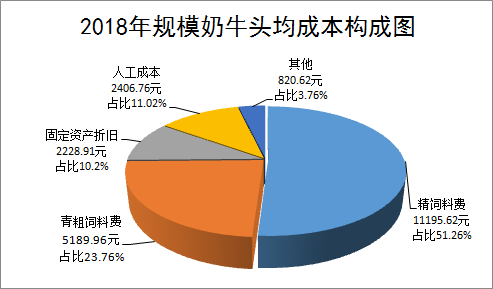 2018年规模奶牛头均成本构成图
其他
820.62元
占比3.76%
人工成本
2406.76元
占比11.02%
固定资产折旧
2228.91元
占比10.2%
精饲料费
11195.62元
占比51.26%
青粗饲料费
5189.96元
占比23.76%